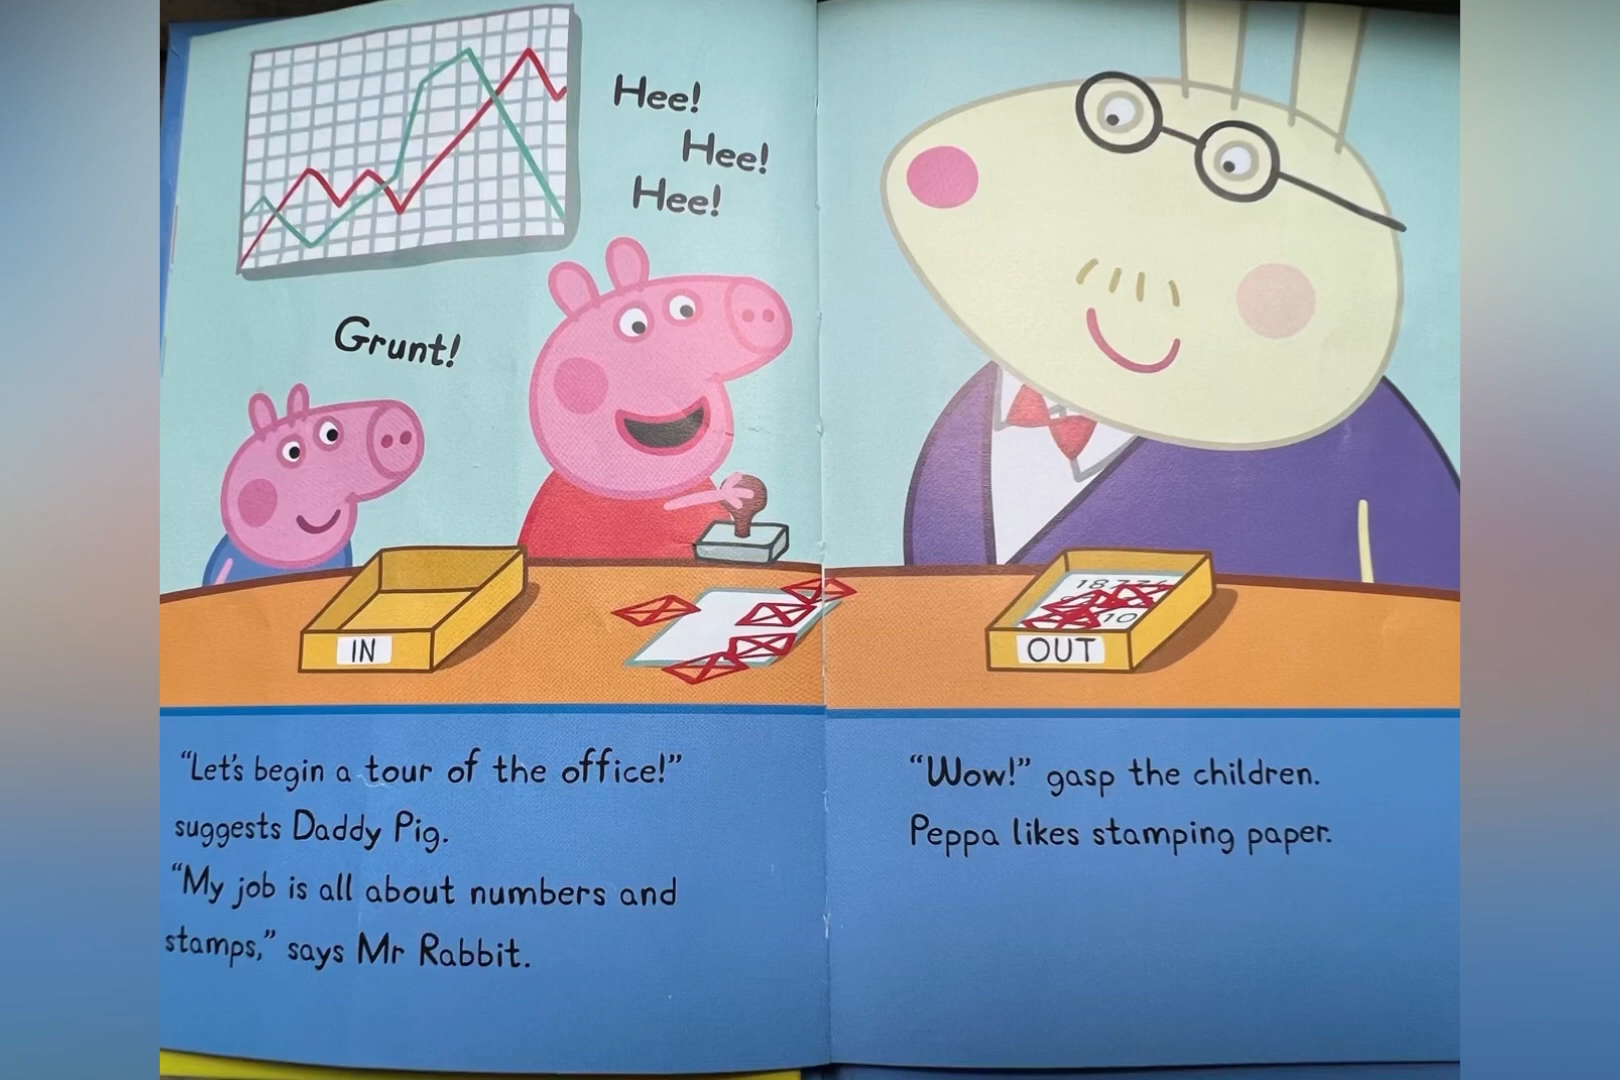 Hee!
Hee!
Hee!
Grunt!
IN
OUT
"Let's begin a tour of the office!"
suggests Daddy Pig.
"My job is all about numbers and
stamps," says Mr Rabbit.
"Wow!" gasp the children.
Peppa likes stamping paper.